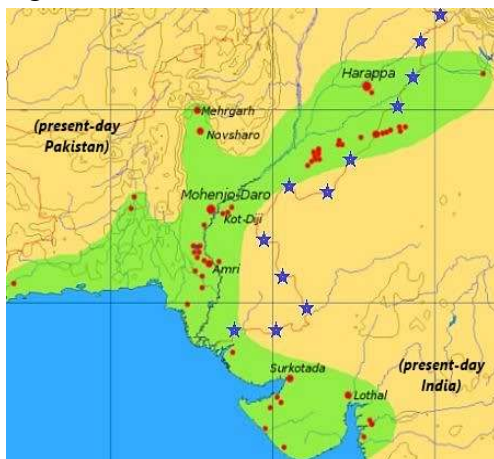 Harappa
Mehrgarh
(present-day
Pakistan)
Novsharo
Mohenjo-Daro
Kot-Diji
Amri
Surkotada
(present-day
India)
Lothal